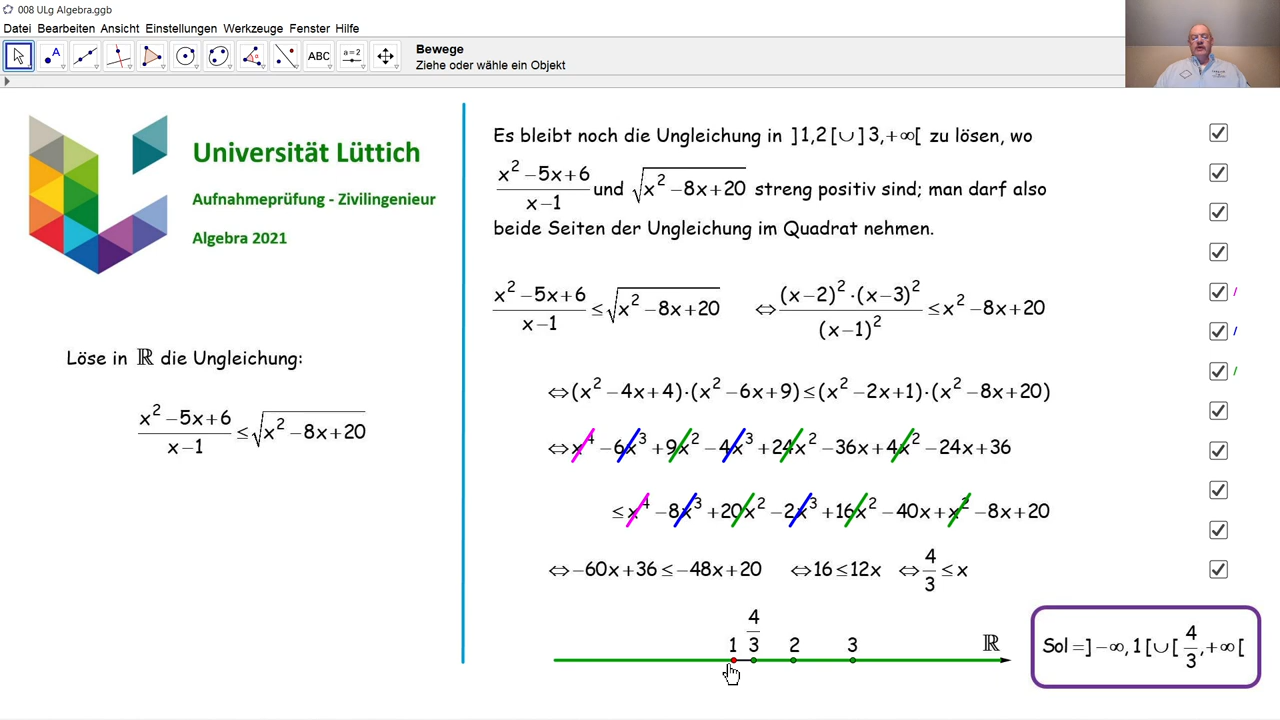 008 ULg Algebra.ggb
Datei Bearbeiten Ansicht Einstellungen Werkzeuge Fenster Hilfe
A ABC a=2
Bewege
Ziehe oder wähle ein Objekt
Universität Lüttich
Aufnahmeprüfung - Zivilingenieur
Algebra 2021
Löse in ℝ die Ungleichung:
(x²−5x+6)/(x−1) ≤ √(x²−8x+20)
Es bleibt noch die Ungleichung in ]1,2[∪]3,+∞[ zu lösen, wo
(x²−5x+6)/(x−1) und √(x²−8x+20) streng positiv sind; man darf also
beide Seiten der Ungleichung im Quadrat nehmen.
(x²−5x+6)/(x−1) ≤ √(x²−8x+20) ⇔ ((x−2)²·(x−3)²)/(x−1)² ≤ x²−8x+20
⇔(x²−4x+4)·(x²−6x+9)≤(x²−2x+1)·(x²−8x+20)
⇔x⁴−6x³+9x²−4x³+24x²−36x+4x²−24x+36
≤x⁴−8x³+20x²−2x³+16x²−40x+x²−8x+20
⇔−60x+36≤−48x+20 ⇔16≤12x ⇔4/3≤x
1 4/3 2 3 ℝ
Sol =]−∞,1[∪[4/3,+∞[